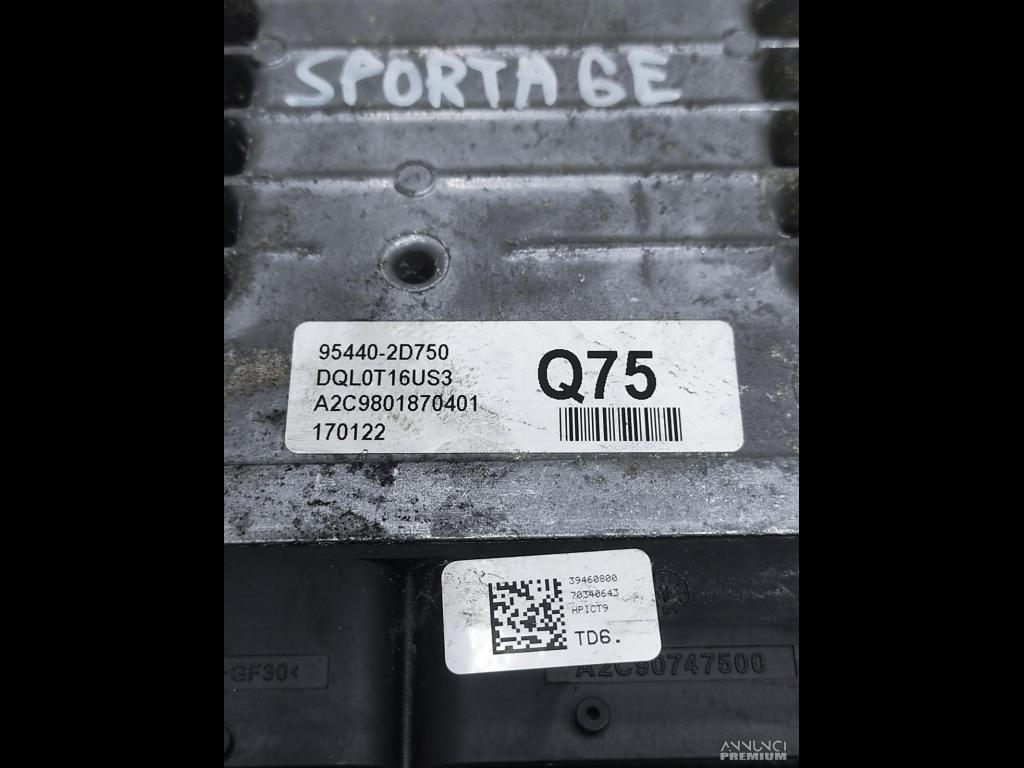 SPORTAGE
95440-2D750
DQL0T16US3
A2C9801870401
170122
Q75
39460800
70340643
HPICT9
TD6.
-GF30<
A2C90747500
ANNUNCI
PREMIUM